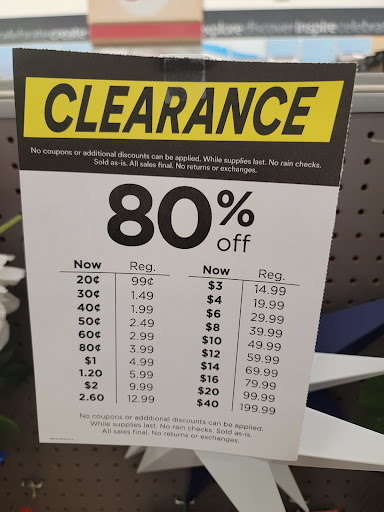 celebrate create
explore discover inspire celebrate
CLEARANCE
No coupons or additional discounts can be applied. While supplies last. No rain checks.
Sold as-is. All sales final. No returns or exchanges.
80% off
Now Reg.
20¢ 99¢
30¢ 1.49
40¢ 1.99
50¢ 2.49
60¢ 2.99
80¢ 3.99
$1 4.99
1.20 5.99
$2 9.99
2.60 12.99
Now Reg.
$3 14.99
$4 19.99
$6 29.99
$8 39.99
$10 49.99
$12 59.99
$14 69.99
$16 79.99
$20 99.99
$40 199.99
No coupons or additional discounts can be applied.
While supplies last. No rain checks. Sold as-is.
All sales final. No returns or exchanges.